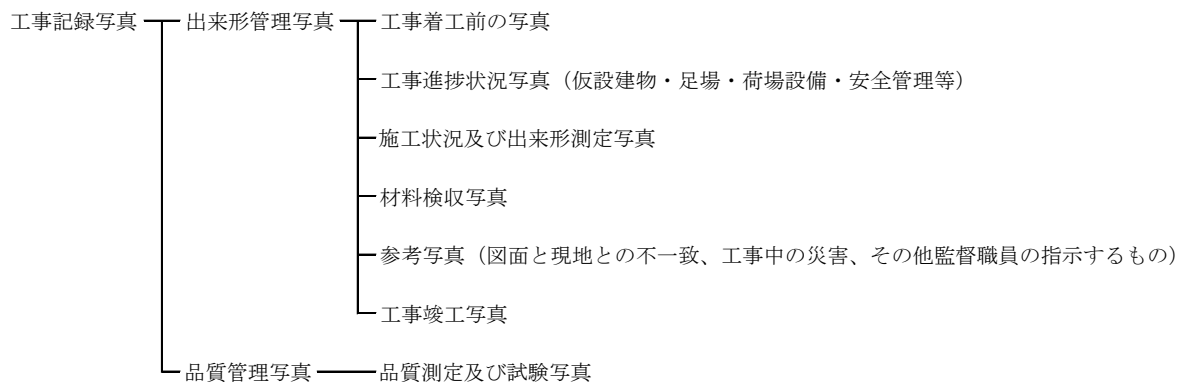 工事記録写真 出来形管理写真 工事着工前の写真
工事進捗状況写真（仮設建物・足場・荷場設備・安全管理等）
施工状況及び出来形測定写真
材料検収写真
参考写真（図面と現地との不一致、工事中の災害、その他監督職員の指示するもの）
工事竣工写真
品質管理写真 品質測定及び試験写真